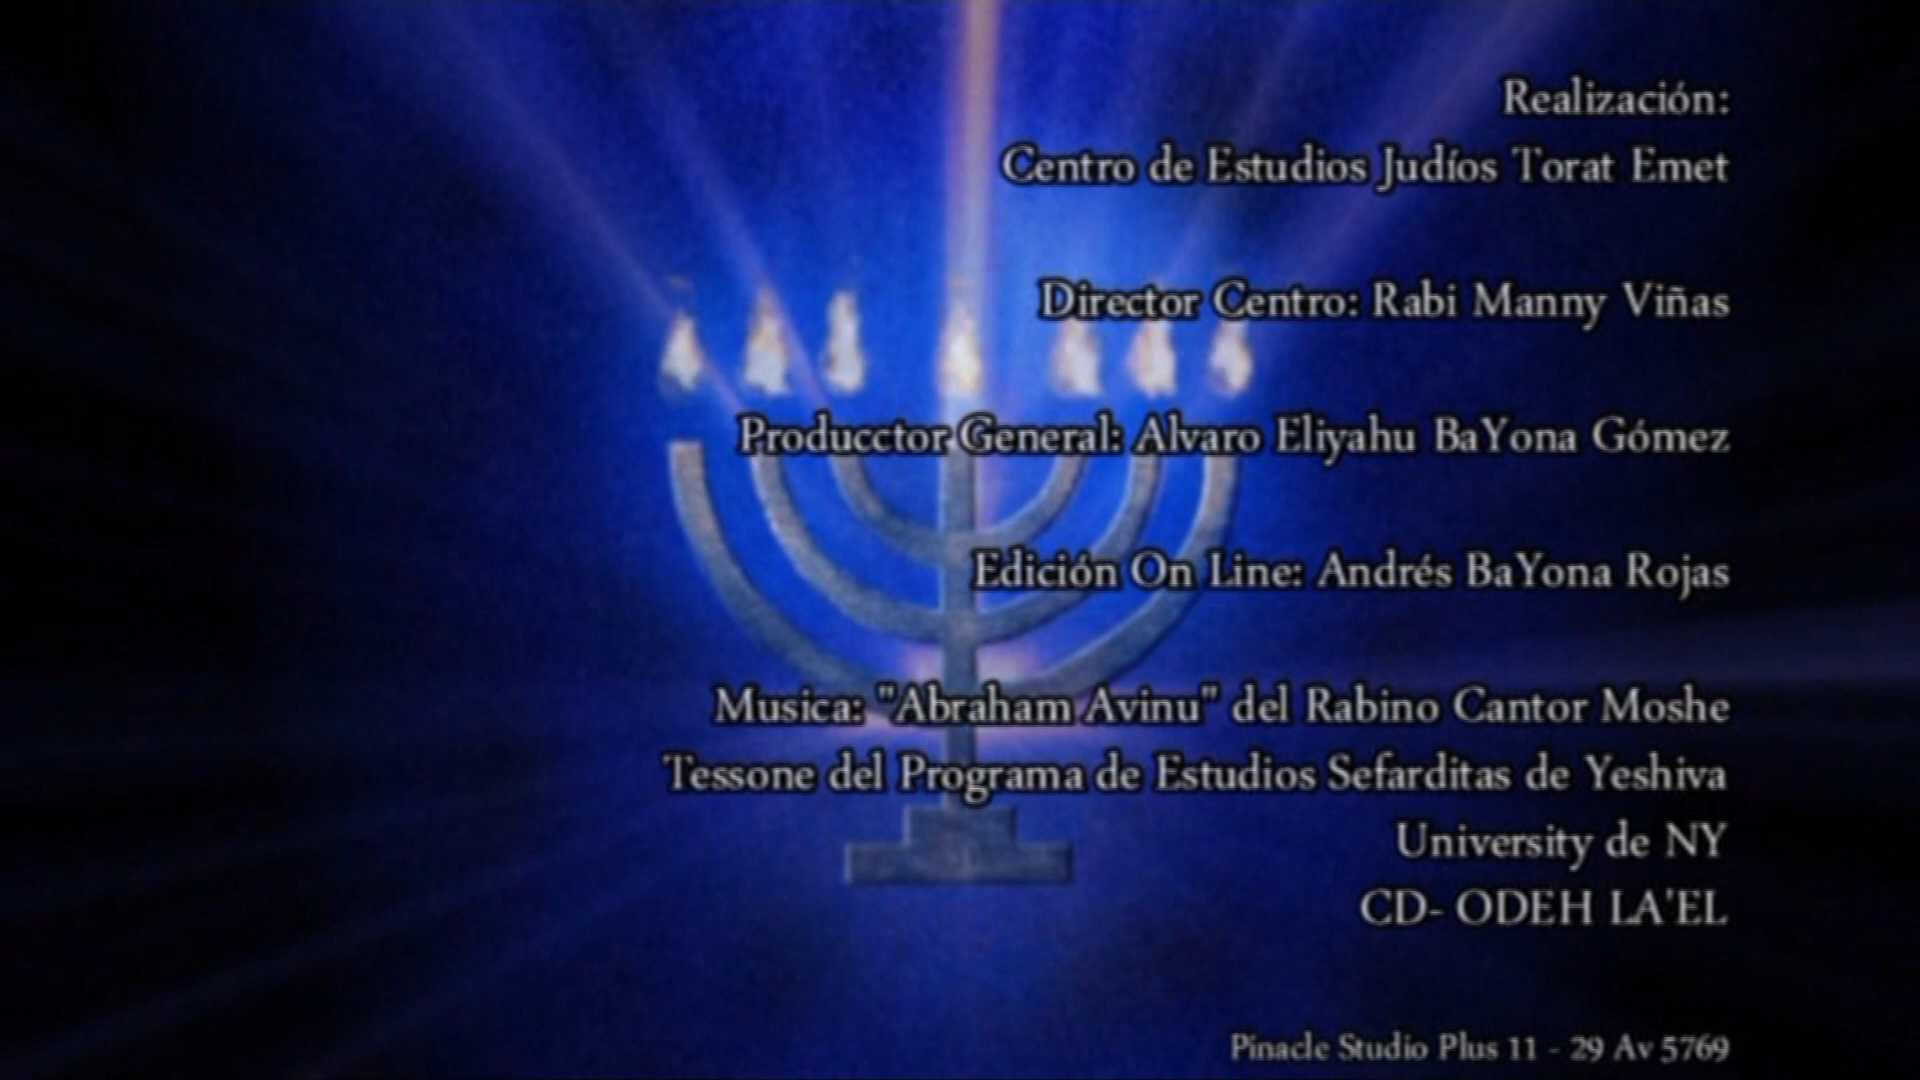 Realización:
Centro de Estudios Judíos Torat Emet
Director Centro: Rabi Manny Viñas
Producctor General: Alvaro Eliyahu BaYona Gómez
Edición On Line: Andrés BaYona Rojas
Musica: "Abraham Avinu" del Rabino Cantor Moshe
Tessone del Programa de Estudios Sefarditas de Yeshiva
University de NY
CD- ODEH LA'EL
Pinacle Studio Plus 11 - 29 Av 5769